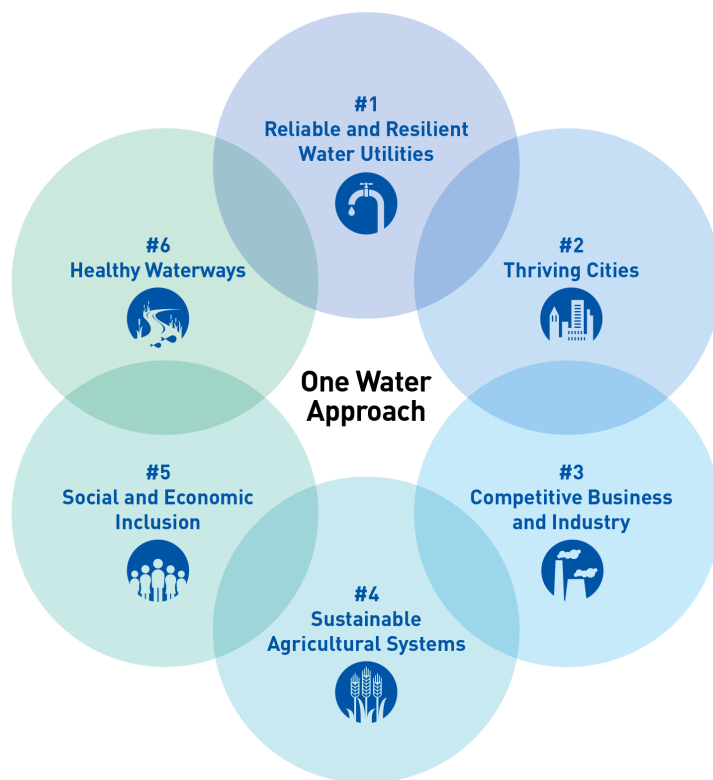 #1
Reliable and Resilient
Water Utilities
#2
Thriving Cities
#3
Competitive Business
and Industry
#4
Sustainable
Agricultural Systems
#5
Social and Economic
Inclusion
#6
Healthy Waterways
One Water
Approach